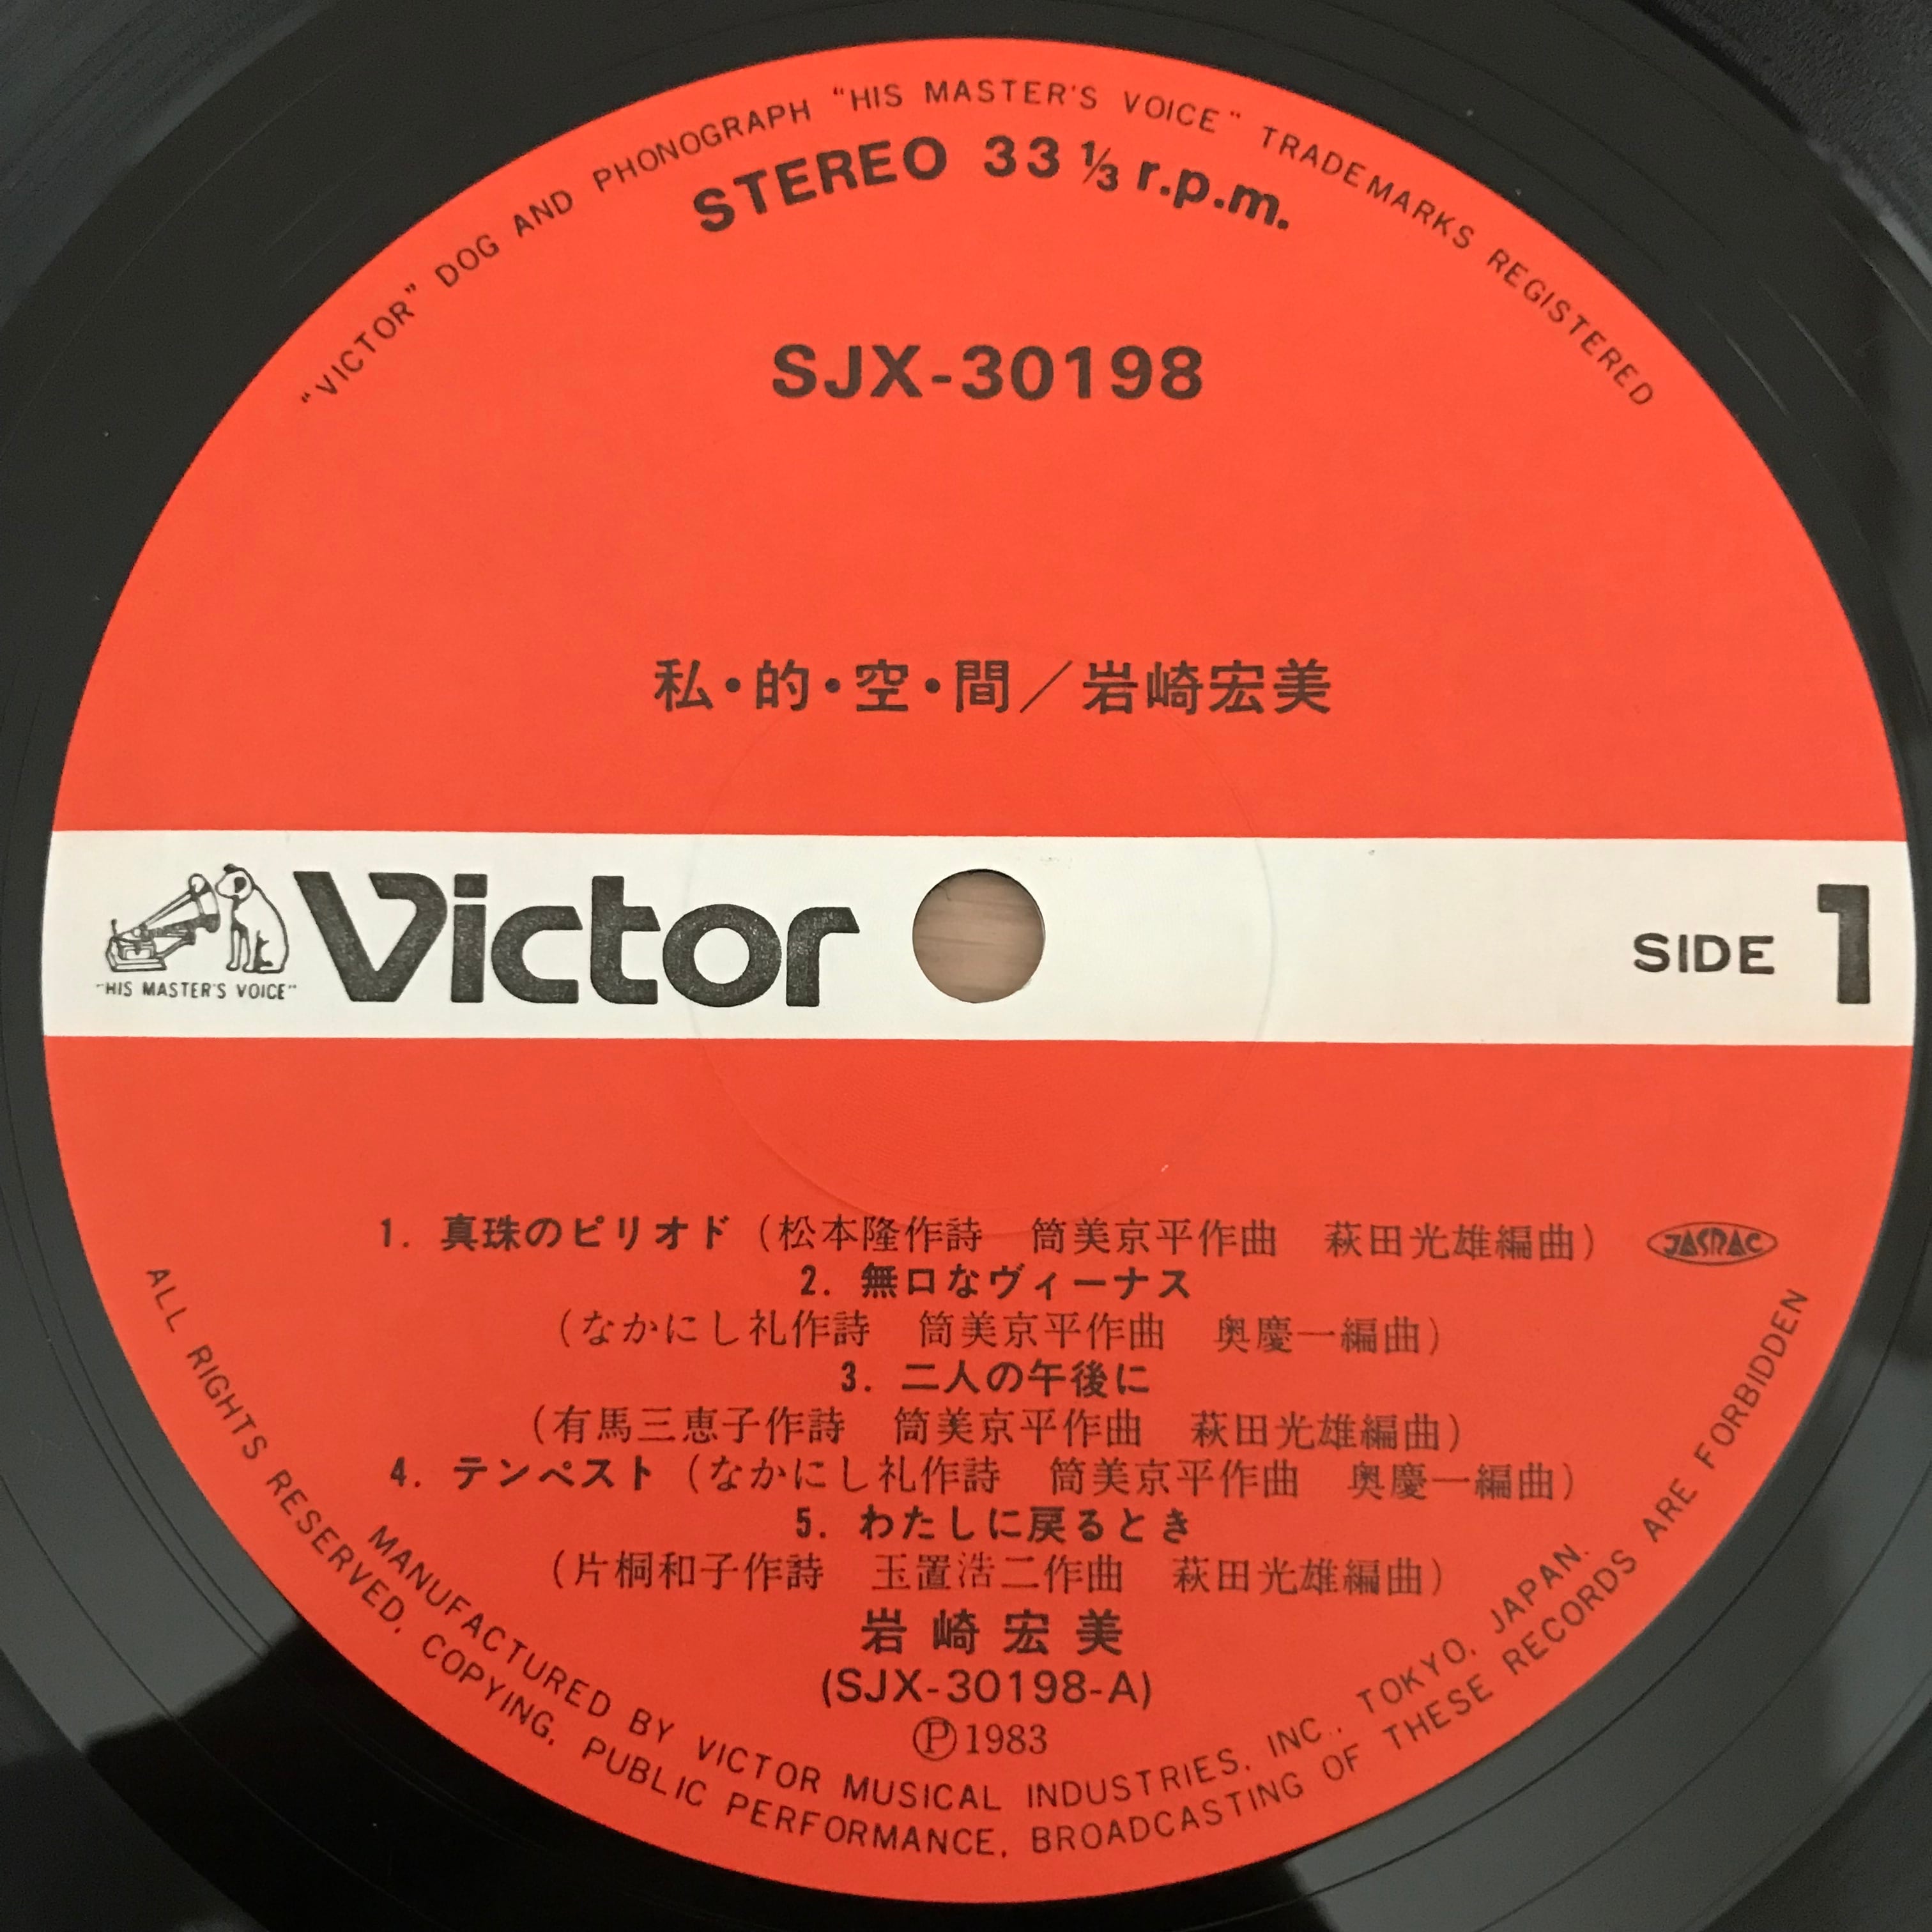 "VICTOR" DOG AND PHONOGRAPH "HIS MASTER'S VOICE" TRADEMARKS REGISTERED
STEREO 33 1/3 r.p.m.
SJX-30198
私・的・空・間／岩崎宏美
"HIS MASTER'S VOICE"
Victor
SIDE 1
1. 真珠のピリオド（松本隆作詩　筒美京平作曲　萩田光雄編曲）
JASRAC
2. 無口なヴィーナス
（なかにし礼作詩　筒美京平作曲　奥慶一編曲）
3. 二人の午後に
（有馬三恵子作詩　筒美京平作曲　萩田光雄編曲）
4. テンペスト（なかにし礼作詩　筒美京平作曲　奥慶一編曲）
5. わたしに戻るとき
（片桐和子作詩　玉置浩二作曲　萩田光雄編曲）
岩崎宏美
(SJX-30198-A)
Ⓟ1983
MANUFACTURED BY VICTOR MUSICAL INDUSTRIES, INC., TOKYO, JAPAN.
ALL RIGHTS RESERVED, COPYING, PUBLIC PERFORMANCE, BROADCASTING OF THESE RECORDS ARE FORBIDDEN